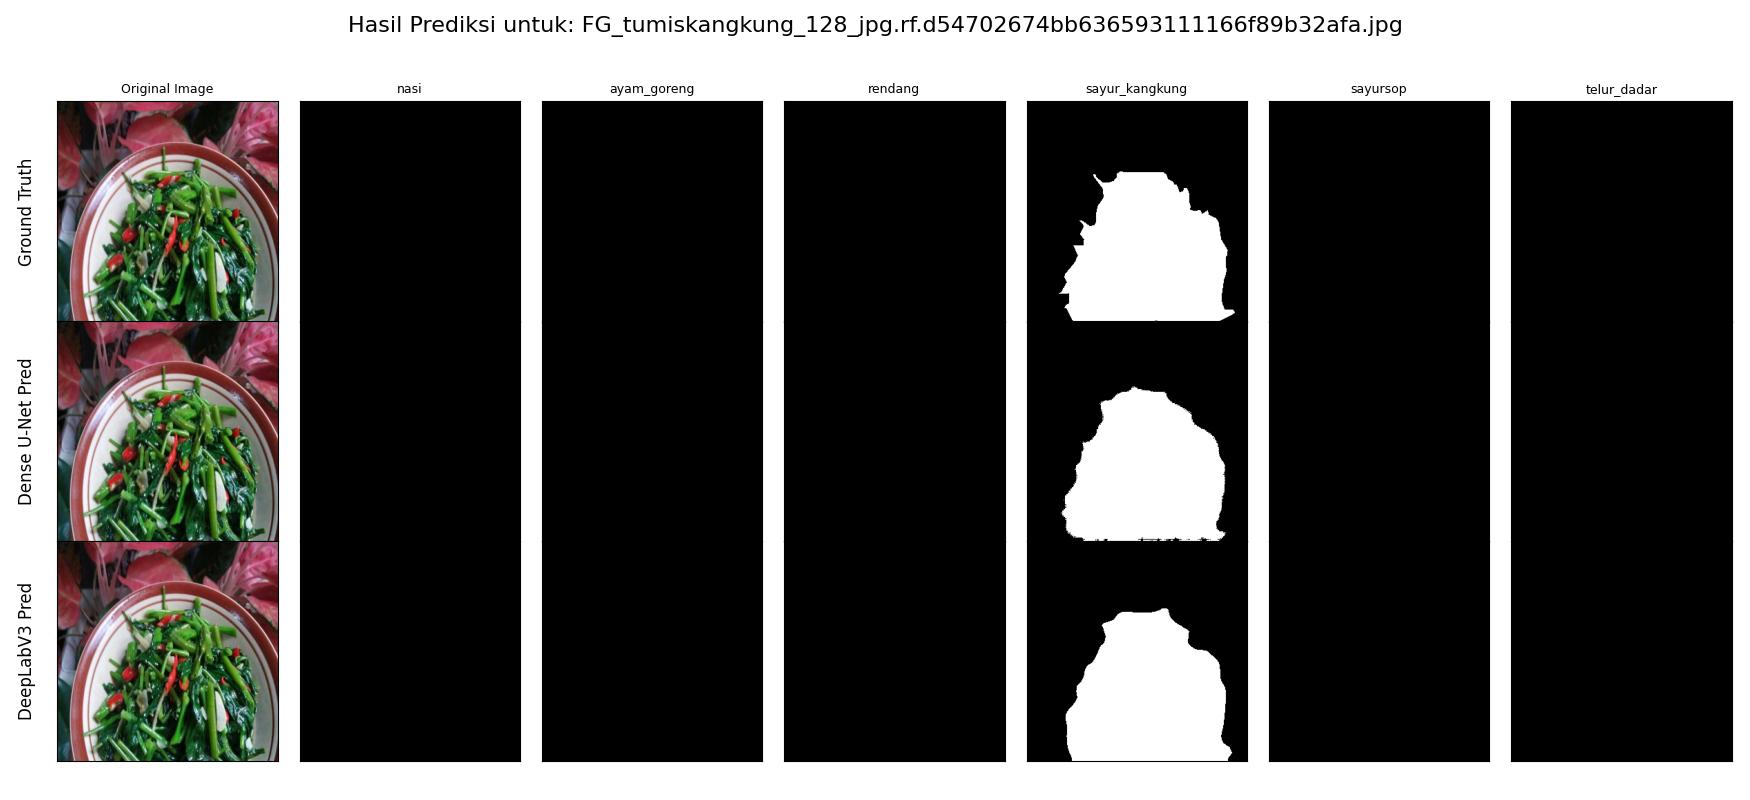 Hasil Prediksi untuk: FG_tumiskangkung_128_jpg.rf.d54702674bb636593111166f89b32afa.jpg
Original Image
nasi
ayam_goreng
rendang
sayur_kangkung
sayursop
telur_dadar
Ground Truth
Dense U-Net Pred
DeepLabV3 Pred